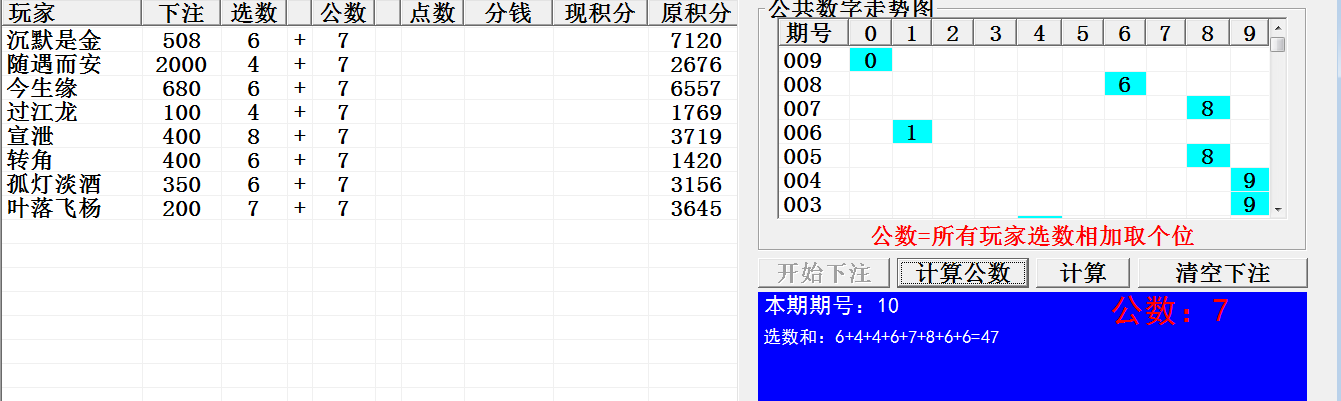 玩家 下注 选数 公数 点数 分钱 现积分 原积分
沉默是金 508 6 + 7 7120
随遇而安 2000 4 + 7 2676
今生缘 680 6 + 7 6557
过江龙 100 4 + 7 1769
宣泄 400 8 + 7 3719
转角 400 6 + 7 1420
孤灯淡酒 350 6 + 7 3156
叶落飞杨 200 7 + 7 3645
公共数字走势图
期号 0 1 2 3 4 5 6 7 8 9
009 0
008 6
007 8
006 1
005 8
004 9
003 9
公数=所有玩家选数相加取个位
开始下注 计算公数 计算 清空下注
本期期号：10 公数：7
选数和：6+4+4+6+7+8+6+6=47